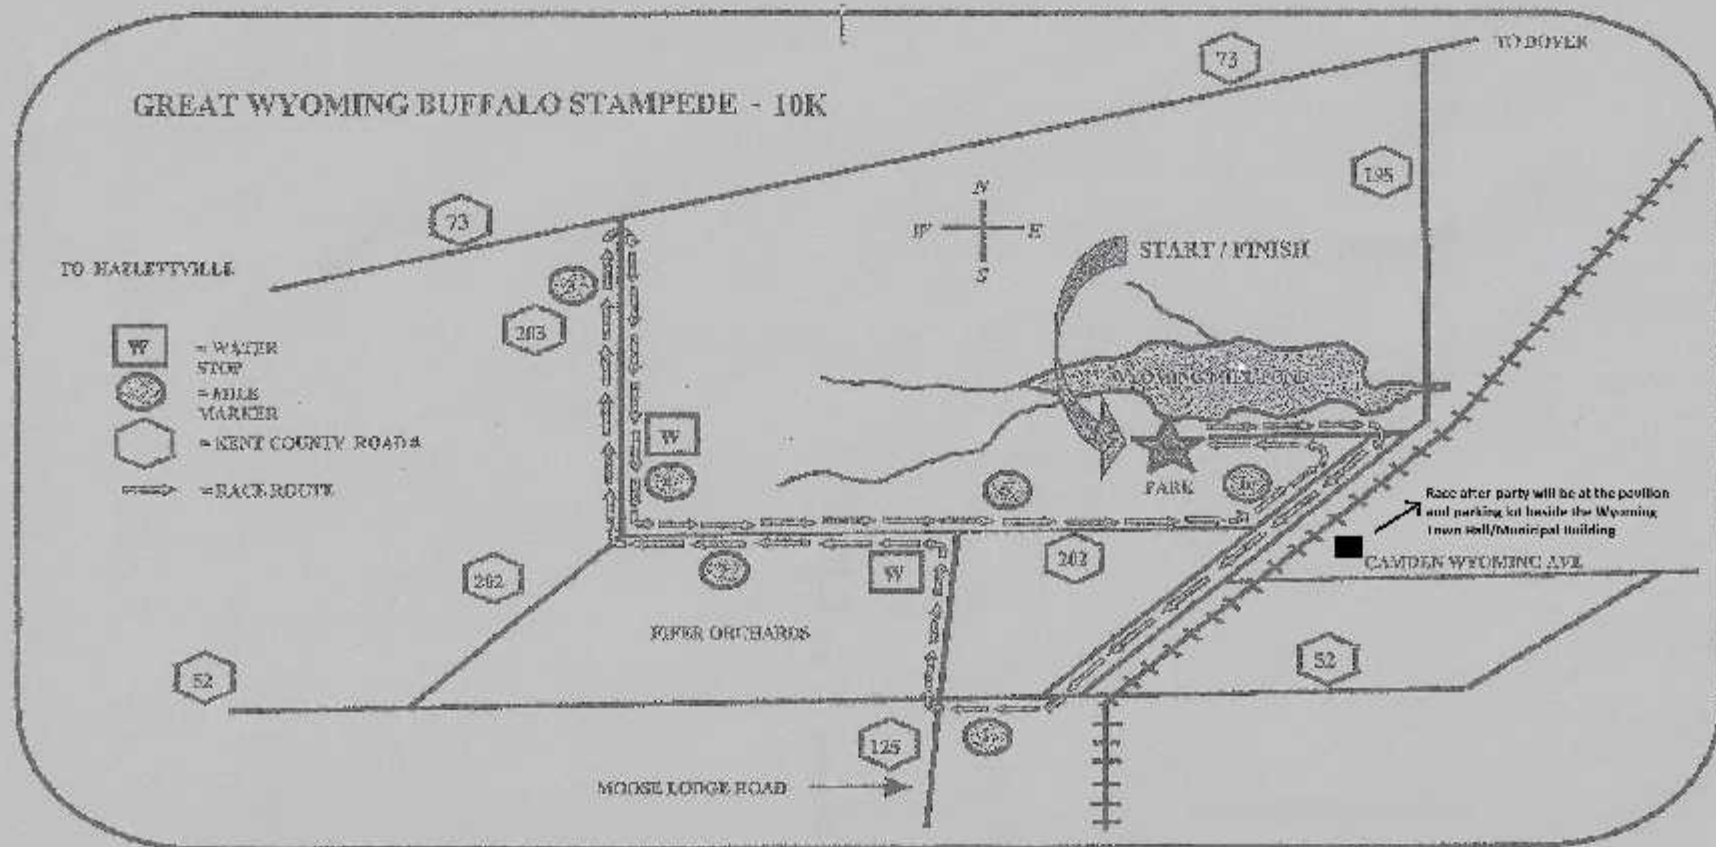 TO DOVER
73
GREAT WYOMING BUFFALO STAMPEDE - 10K
195
N
W E
S
73
START / FINISH
TO HAZLETTVILLE
203
W = WATER
STOP
= MILE
MARKER
= KENT COUNTY ROAD #
= RACE ROUTE
W
PARK
Race after party will be at the pavilion
and parking lot beside the Wyoming
Town Hall/Municipal Building
202
W
202
CAMDEN WYOMING AVE
FIFER ORCHARDS
52
52
125
MOOSE LODGE ROAD